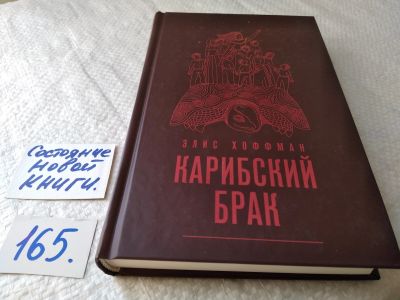 Состояние
новой
книги.
165.
ЭЛИС ХОФФМАН
КАРИБСКИЙ
БРАК